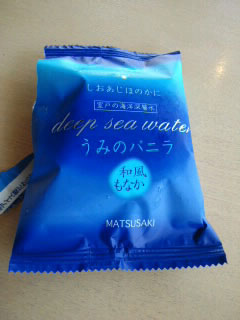 しおあじほのかに
室戸の海洋深層水
deep sea water
うみのバニラ
和風
もなか
MATSUSAKI